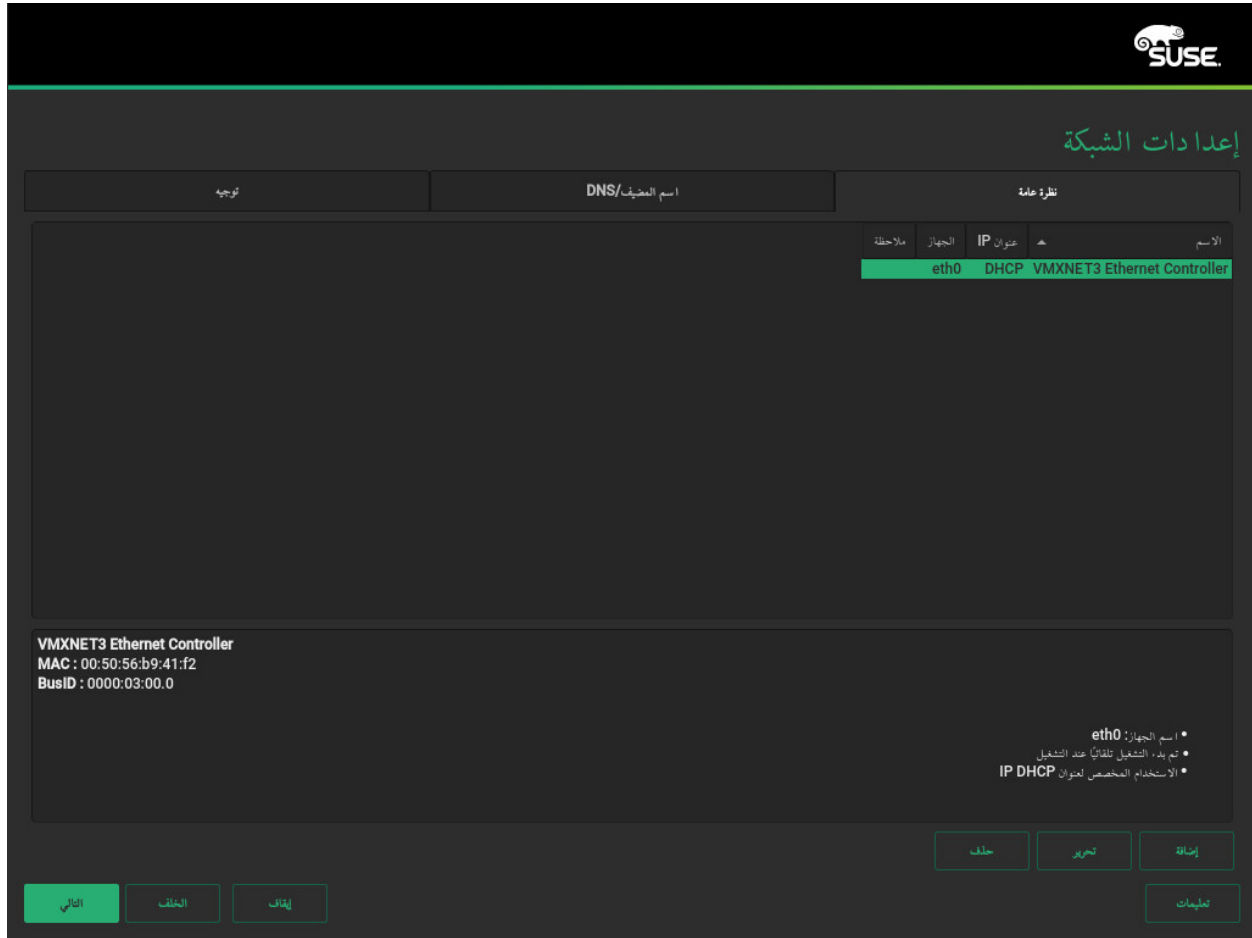 SUSE.
إعدادات الشبكة
نظرة عامة
اسم المضيف/DNS
توجيه
الاسم عنوان IP الجهاز ملاحظة
VMXNET3 Ethernet Controller DHCP eth0
VMXNET3 Ethernet Controller
MAC : 00:50:56:b9:41:f2
BusID : 0000:03:00.0
• اسم الجهاز: eth0
• تم بدء التشغيل تلقائيًا عند التشغيل
• الاستخدام المخصص لعنوان IP DHCP
إضافة تحرير حذف
تعليمات إيقاف الخلف التالي